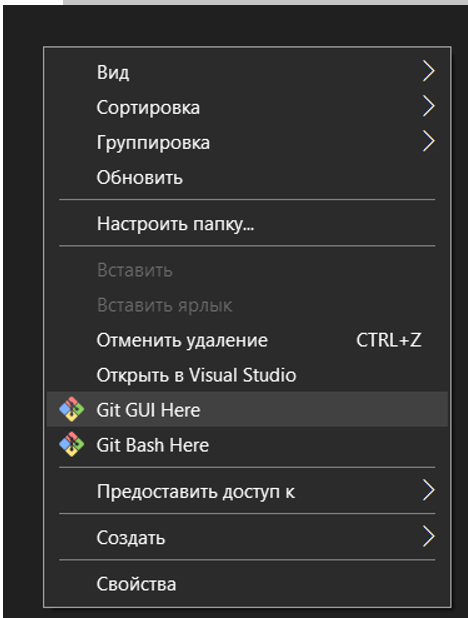 Вид
Сортировка
Группировка
Обновить
Настроить папку...
Вставить
Вставить ярлык
Отменить удаление CTRL+Z
Открыть в Visual Studio
Git GUI Here
Git Bash Here
Предоставить доступ к
Создать
Свойства